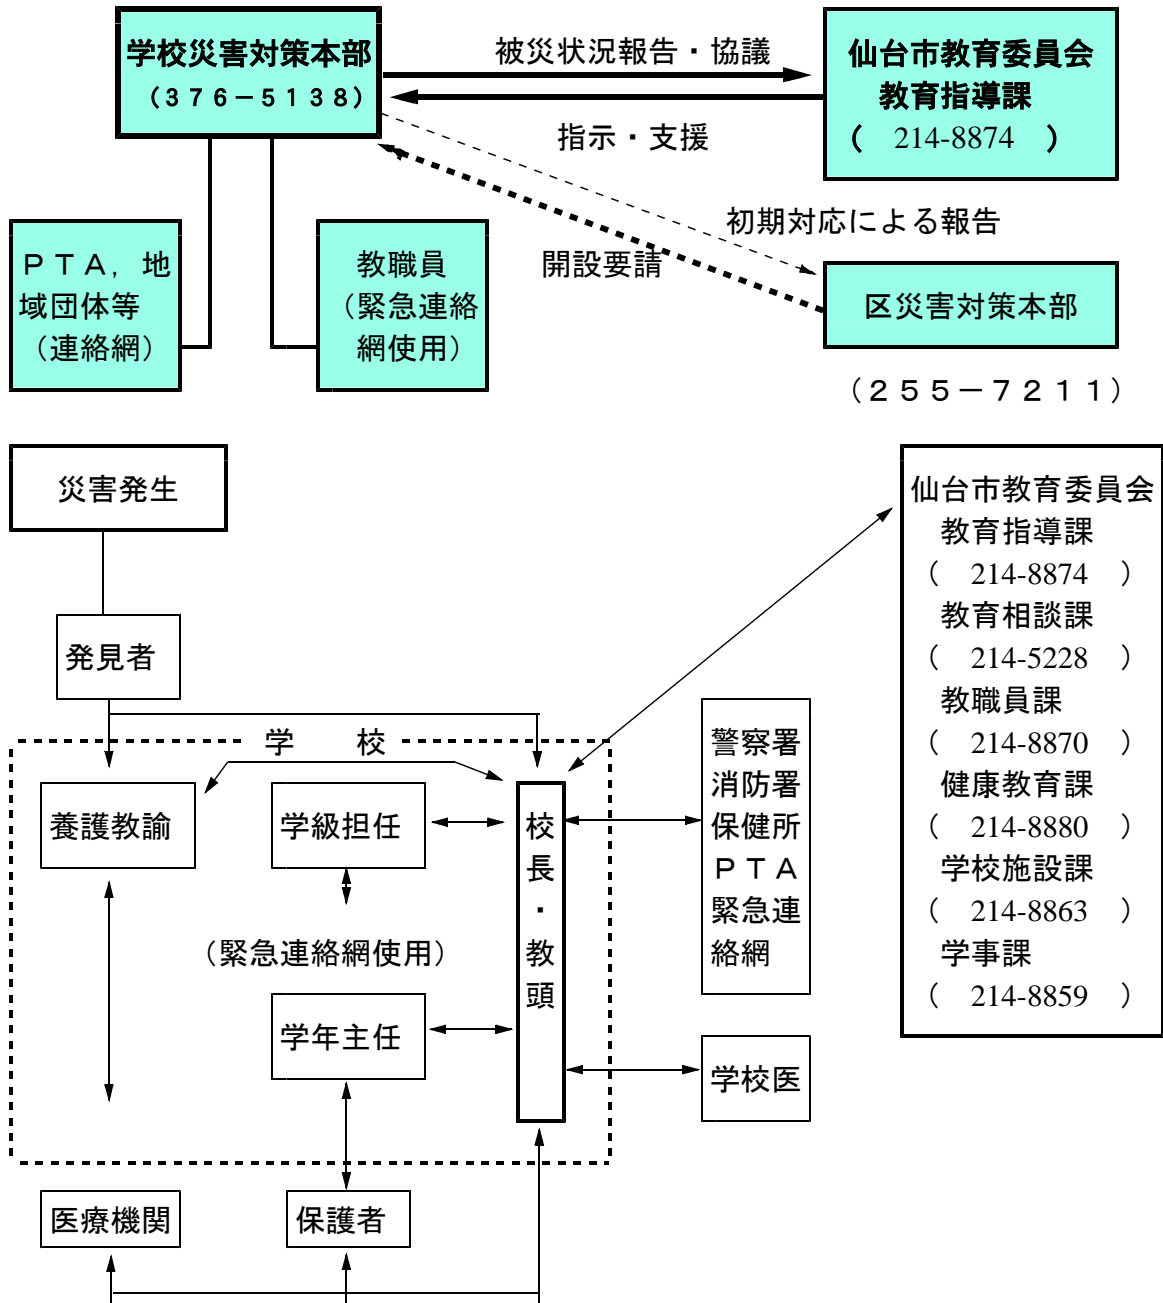 学校災害対策本部
（３７６－５１３８）
被災状況報告・協議
指示・支援
仙台市教育委員会
教育指導課
（　214-8874　）
初期対応による報告
開設要請
ＰＴＡ，地
域団体等
（連絡網）
教職員
（緊急連絡
網使用）
区災害対策本部
（２５５－７２１１）
災害発生
発見者
学　　校
養護教諭
学級担任
（緊急連絡網使用）
学年主任
校長・教頭
警察署
消防署
保健所
ＰＴＡ
緊急連
絡網
学校医
医療機関
保護者
仙台市教育委員会
教育指導課
（　214-8874　）
教育相談課
（　214-5228　）
教職員課
（　214-8870　）
健康教育課
（　214-8880　）
学校施設課
（　214-8863　）
学事課
（　214-8859　）